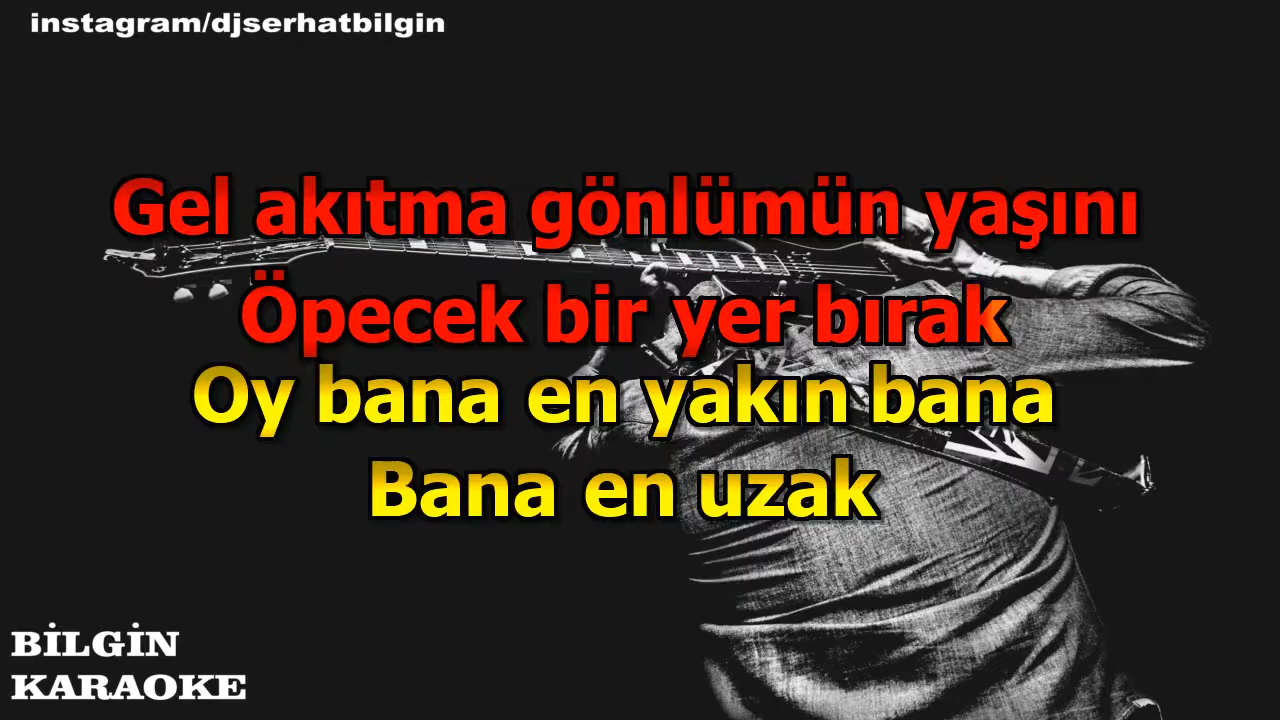 instagram/djserhatbilgin
Gel akıtma gönlümün yaşını
Öpecek bir yer bırak
Oy bana en yakın bana
Bana en uzak
BİLGİN
KARAOKE